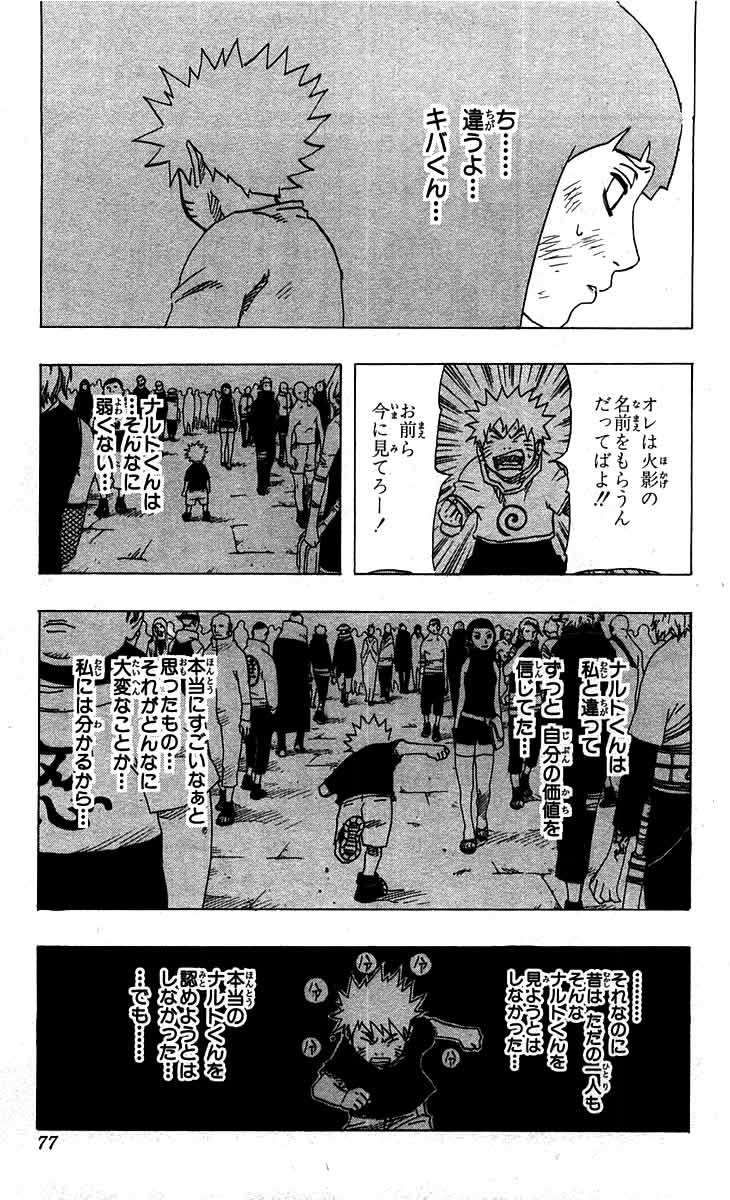 ち……
違うよ…
キバくん…
オレは火影の
名前をもらうん
だってばよ!!
お前ら
今に見てろー!
ナルトくんは
…そんなに
弱くない…
ナルトくんは
私と違って
ずっと自分の価値を
信じてた…
本当にすごいなぁと
思ったもの…
それがどんなに
大変なことか…
私には分かるから…
…………
それなのに
昔はただの一人も
そんな
ナルトくんを
見ようとは
しなかった…
本当の
ナルトくんを
認めようとは
しなかった…
…でも……
77